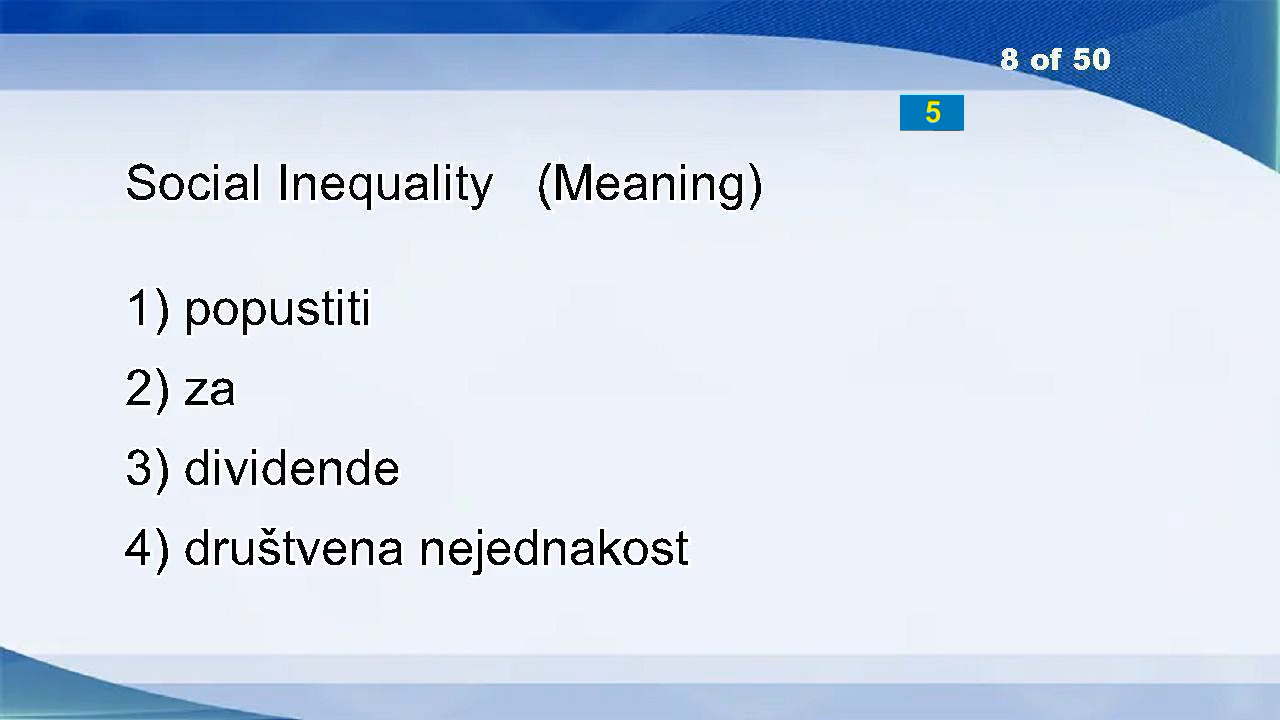 8 of 50
5
Social Inequality (Meaning)
1) popustiti
2) za
3) dividende
4) društvena nejednakost